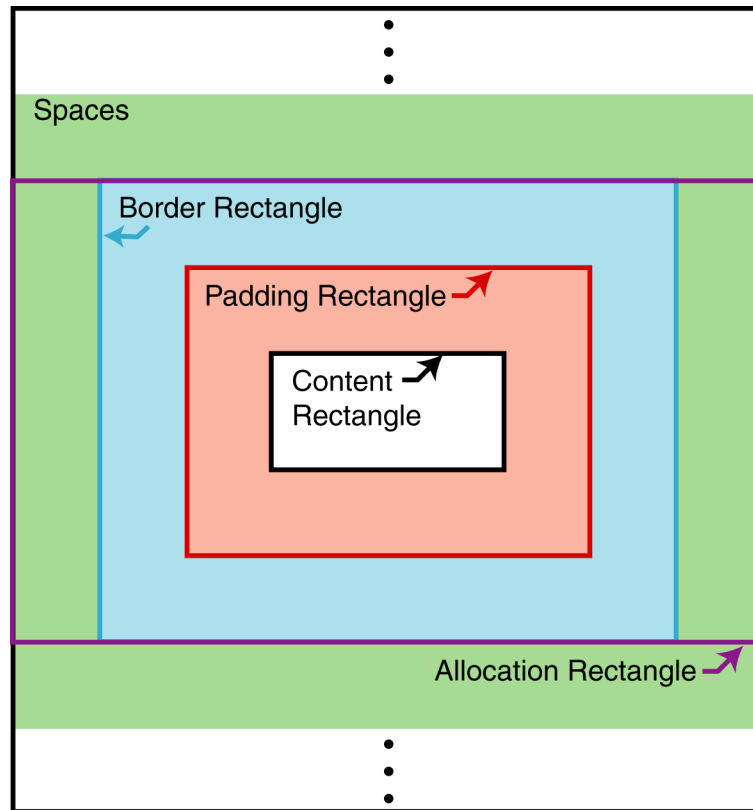 Spaces
Border Rectangle
Padding Rectangle
Content
Rectangle
Allocation Rectangle